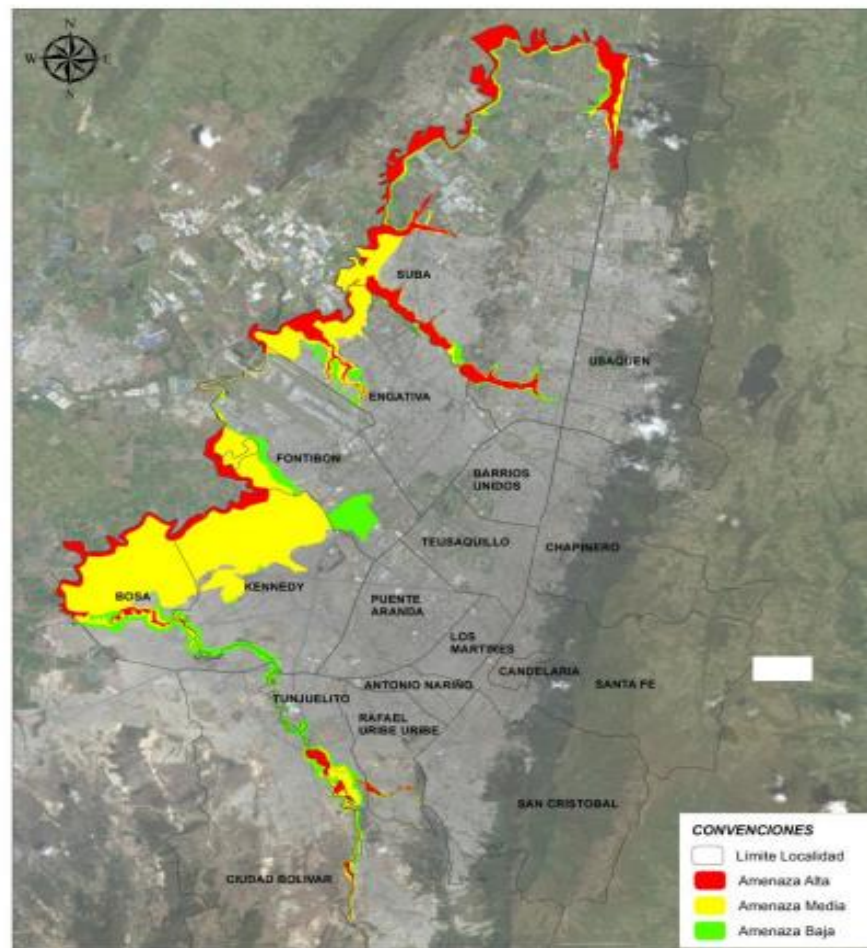 N
W E
S
SUBA
USAQUEN
ENGATIVA
FONTIBON
BARRIOS
UNIDOS
TEUSAQUILLO
CHAPINERO
BOSA
KENNEDY
PUENTE
ARANDA
LOS
MARTIRES
CANDELARIA
SANTA FE
ANTONIO NARIÑO
TUNJUELITO
RAFAEL
URIBE URIBE
SAN CRISTOBAL
CIUDAD BOLIVAR
CONVENCIONES
Límite Localidad
Amenaza Alta
Amenaza Media
Amenaza Baja